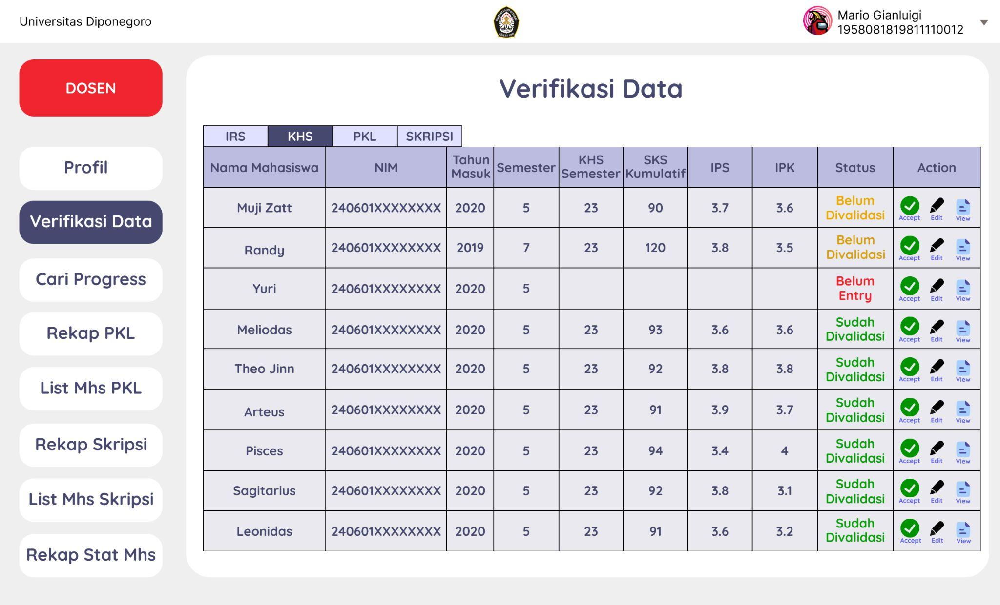 Universitas Diponegoro
UNIVERSITAS DIPONEGORO
SEMARANG
Mario Gianluigi
1958081819811110012
DOSEN
Profil
Verifikasi Data
Cari Progress
Rekap PKL
List Mhs PKL
Rekap Skripsi
List Mhs Skripsi
Rekap Stat Mhs
Verifikasi Data
IRS KHS PKL SKRIPSI
Nama Mahasiswa NIM Tahun Masuk Semester KHS Semester SKS Kumulatif IPS IPK Status Action
Muji Zatt 240601XXXXXXXX 2020 5 23 90 3.7 3.6 Belum Divalidasi Accept Edit View
Randy 240601XXXXXXXX 2019 7 23 120 3.8 3.5 Belum Divalidasi Accept Edit View
Yuri 240601XXXXXXXX 2020 5 Belum Entry Accept Edit View
Meliodas 240601XXXXXXXX 2020 5 23 93 3.6 3.6 Sudah Divalidasi Accept Edit View
Theo Jinn 240601XXXXXXXX 2020 5 23 92 3.8 3.8 Sudah Divalidasi Accept Edit View
Arteus 240601XXXXXXXX 2020 5 23 91 3.9 3.7 Sudah Divalidasi Accept Edit View
Pisces 240601XXXXXXXX 2020 5 23 94 3.4 4 Sudah Divalidasi Accept Edit View
Sagitarius 240601XXXXXXXX 2020 5 23 92 3.8 3.1 Sudah Divalidasi Accept Edit View
Leonidas 240601XXXXXXXX 2020 5 23 91 3.6 3.2 Sudah Divalidasi Accept Edit View